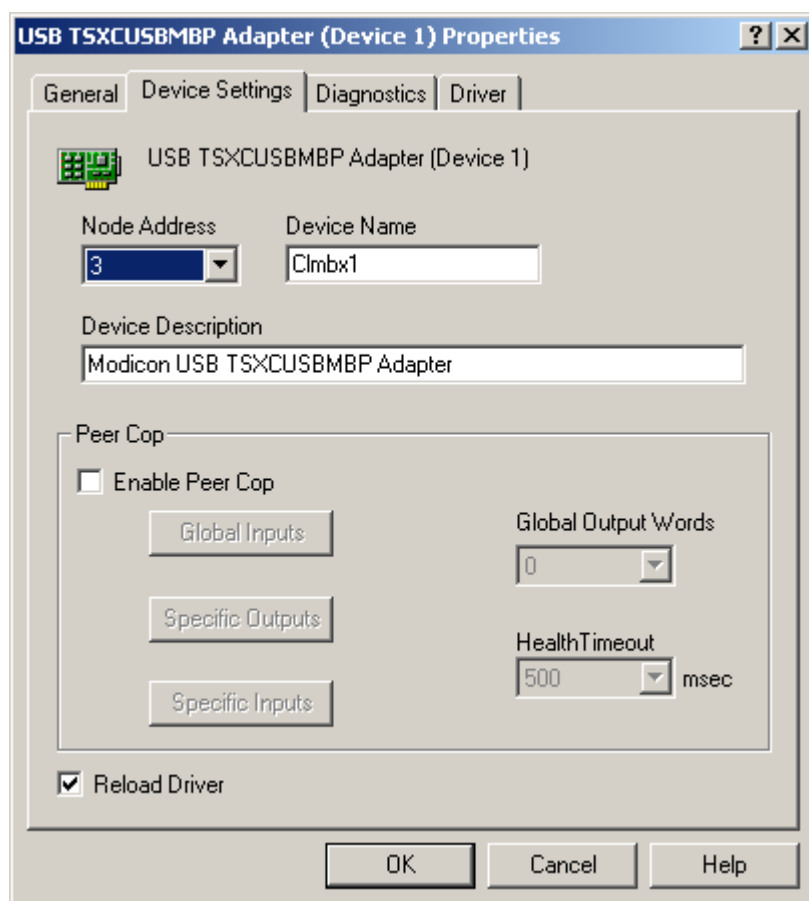 USB TSXCUSBMBP Adapter (Device 1) Properties
General Device Settings Diagnostics Driver
USB TSXCUSBMBP Adapter (Device 1)
Node Address Device Name
3 Clmbx1
Device Description
Modicon USB TSXCUSBMBP Adapter
Peer Cop
Enable Peer Cop
Global Inputs
Global Output Words
0
Specific Outputs
HealthTimeout
500 msec
Specific Inputs
Reload Driver
OK Cancel Help